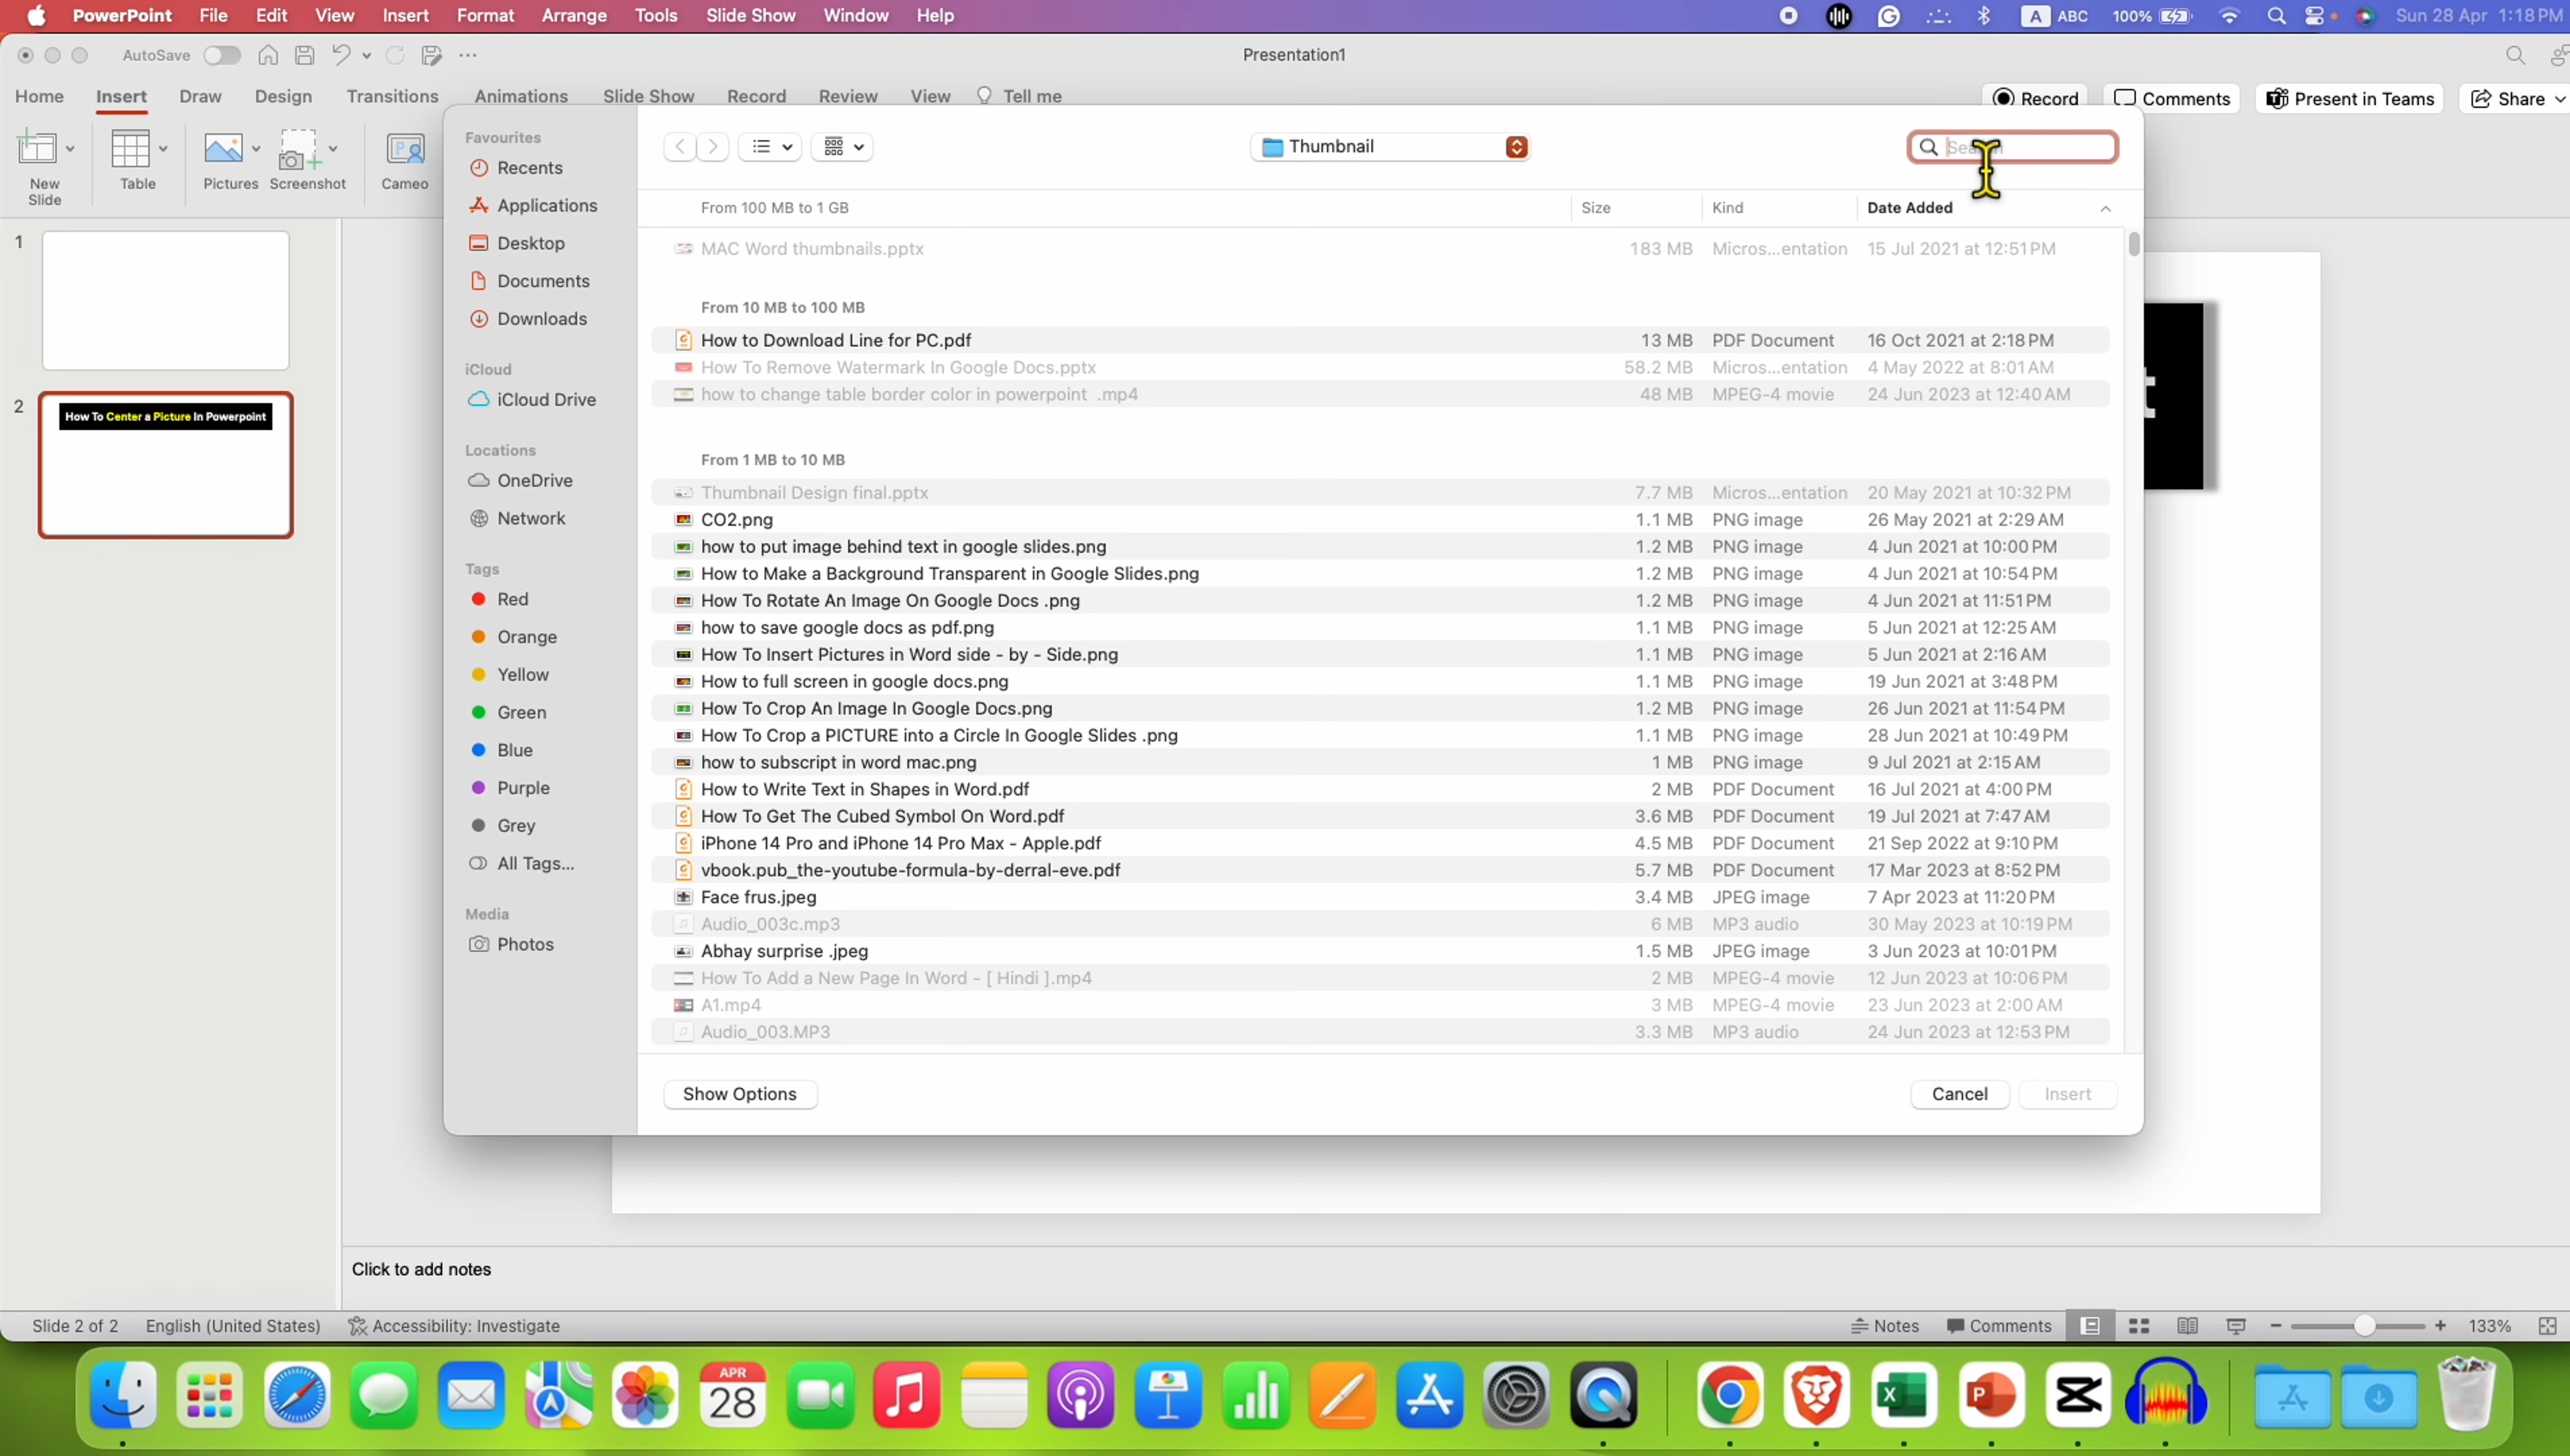 PowerPoint File Edit View Insert Format Arrange Tools Slide Show Window Help
A ABC 100% Sun 28 Apr 1:18 PM
AutoSave
Presentation1
Home Insert Draw Design Transitions Animations Slide Show Record Review View Tell me
Record Comments Present in Teams Share
New Slide
Table
Pictures
Screenshot
Cameo
1
2
How To Center a Picture In Powerpoint
Favourites
Recents
Applications
Desktop
Documents
Downloads
iCloud
iCloud Drive
Locations
OneDrive
Network
Tags
Red
Orange
Yellow
Green
Blue
Purple
Grey
All Tags...
Media
Photos
Thumbnail
From 100 MB to 1 GB Size Kind Date Added
MAC Word thumbnails.pptx 183 MB Micros...entation 15 Jul 2021 at 12:51 PM
From 10 MB to 100 MB
How to Download Line for PC.pdf 13 MB PDF Document 16 Oct 2021 at 2:18 PM
How To Remove Watermark In Google Docs.pptx 58.2 MB Micros...entation 4 May 2022 at 8:01 AM
how to change table border color in powerpoint .mp4 48 MB MPEG-4 movie 24 Jun 2023 at 12:40 AM
From 1 MB to 10 MB
Thumbnail Design final.pptx 7.7 MB Micros...entation 20 May 2021 at 10:32 PM
CO2.png 1.1 MB PNG image 26 May 2021 at 2:29 AM
how to put image behind text in google slides.png 1.2 MB PNG image 4 Jun 2021 at 10:00 PM
How to Make a Background Transparent in Google Slides.png 1.2 MB PNG image 4 Jun 2021 at 10:54 PM
How To Rotate An Image On Google Docs .png 1.2 MB PNG image 4 Jun 2021 at 11:51 PM
how to save google docs as pdf.png 1.1 MB PNG image 5 Jun 2021 at 12:25 AM
How To Insert Pictures in Word side - by - Side.png 1.1 MB PNG image 5 Jun 2021 at 2:16 AM
How to full screen in google docs.png 1.1 MB PNG image 19 Jun 2021 at 3:48 PM
How To Crop An Image In Google Docs.png 1.2 MB PNG image 26 Jun 2021 at 11:54 PM
How To Crop a PICTURE into a Circle In Google Slides .png 1.1 MB PNG image 28 Jun 2021 at 10:49 PM
how to subscript in word mac.png 1 MB PNG image 9 Jul 2021 at 2:15 AM
How to Write Text in Shapes in Word.pdf 2 MB PDF Document 16 Jul 2021 at 4:00 PM
How To Get The Cubed Symbol On Word.pdf 3.6 MB PDF Document 19 Jul 2021 at 7:47 AM
iPhone 14 Pro and iPhone 14 Pro Max - Apple.pdf 4.5 MB PDF Document 21 Sep 2022 at 9:10 PM
vbook.pub_the-youtube-formula-by-derral-eve.pdf 5.7 MB PDF Document 17 Mar 2023 at 8:52 PM
Face frus.jpeg 3.4 MB JPEG image 7 Apr 2023 at 11:20 PM
Audio_003c.mp3 6 MB MP3 audio 30 May 2023 at 10:19 PM
Abhay surprise .jpeg 1.5 MB JPEG image 3 Jun 2023 at 10:01 PM
How To Add a New Page In Word - [ Hindi ].mp4 2 MB MPEG-4 movie 12 Jun 2023 at 10:06 PM
A1.mp4 3 MB MPEG-4 movie 23 Jun 2023 at 2:00 AM
Audio_003.MP3 3.3 MB MP3 audio 24 Jun 2023 at 12:53 PM
Show Options Cancel Insert
t
Click to add notes
Slide 2 of 2 English (United States) Accessibility: Investigate Notes Comments 133%
APR
28